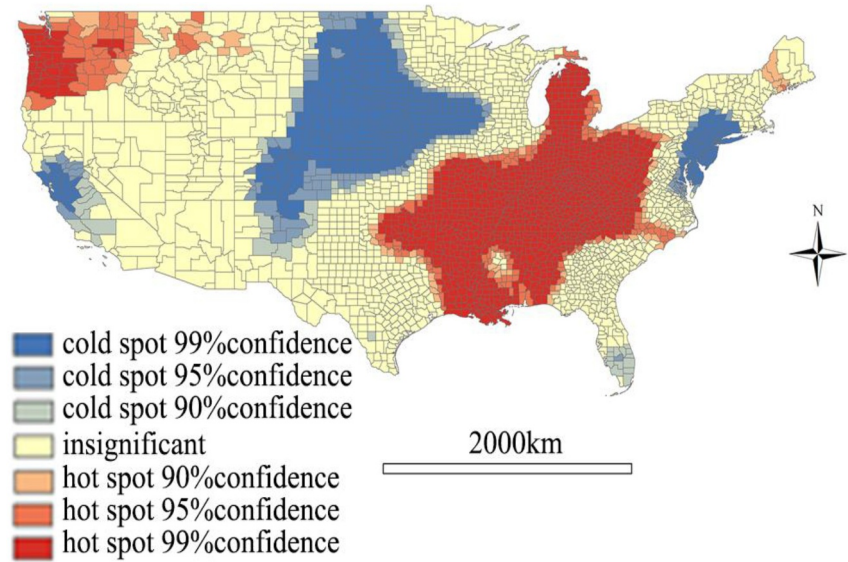 N
cold spot 99%confidence
cold spot 95%confidence
cold spot 90%confidence
insignificant
hot spot 90%confidence
hot spot 95%confidence
hot spot 99%confidence
2000km